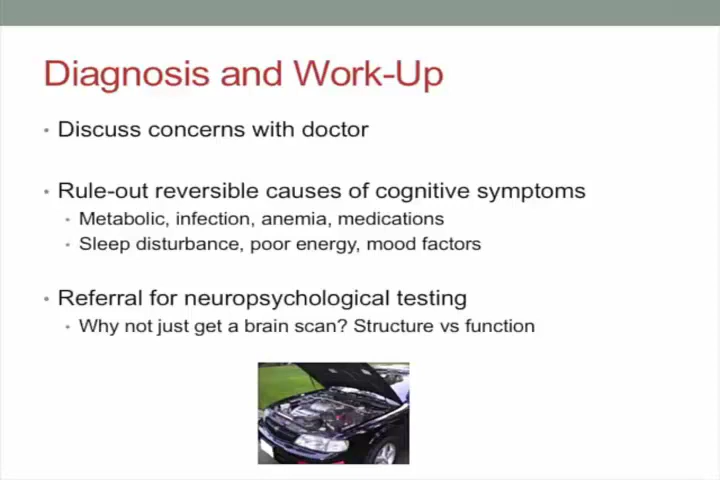 Diagnosis and Work-Up
• Discuss concerns with doctor
• Rule-out reversible causes of cognitive symptoms
• Metabolic, infection, anemia, medications
• Sleep disturbance, poor energy, mood factors
• Referral for neuropsychological testing
• Why not just get a brain scan? Structure vs function